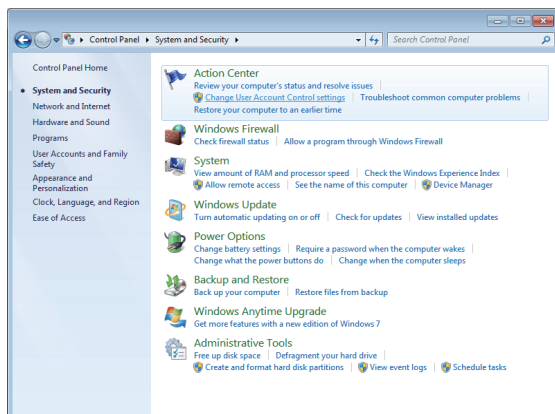 Control Panel ▸ System and Security ▸ Search Control Panel
Control Panel Home
System and Security
Network and Internet
Hardware and Sound
Programs
User Accounts and Family
Safety
Appearance and
Personalization
Clock, Language, and Region
Ease of Access
Action Center
Review your computer's status and resolve issues
Change User Account Control settings Troubleshoot common computer problems
Restore your computer to an earlier time
Windows Firewall
Check firewall status Allow a program through Windows Firewall
System
View amount of RAM and processor speed Check the Windows Experience Index
Allow remote access See the name of this computer Device Manager
Windows Update
Turn automatic updating on or off Check for updates View installed updates
Power Options
Change battery settings Require a password when the computer wakes
Change what the power buttons do Change when the computer sleeps
Backup and Restore
Back up your computer Restore files from backup
Windows Anytime Upgrade
Get more features with a new edition of Windows 7
Administrative Tools
Free up disk space Defragment your hard drive
Create and format hard disk partitions View event logs Schedule tasks